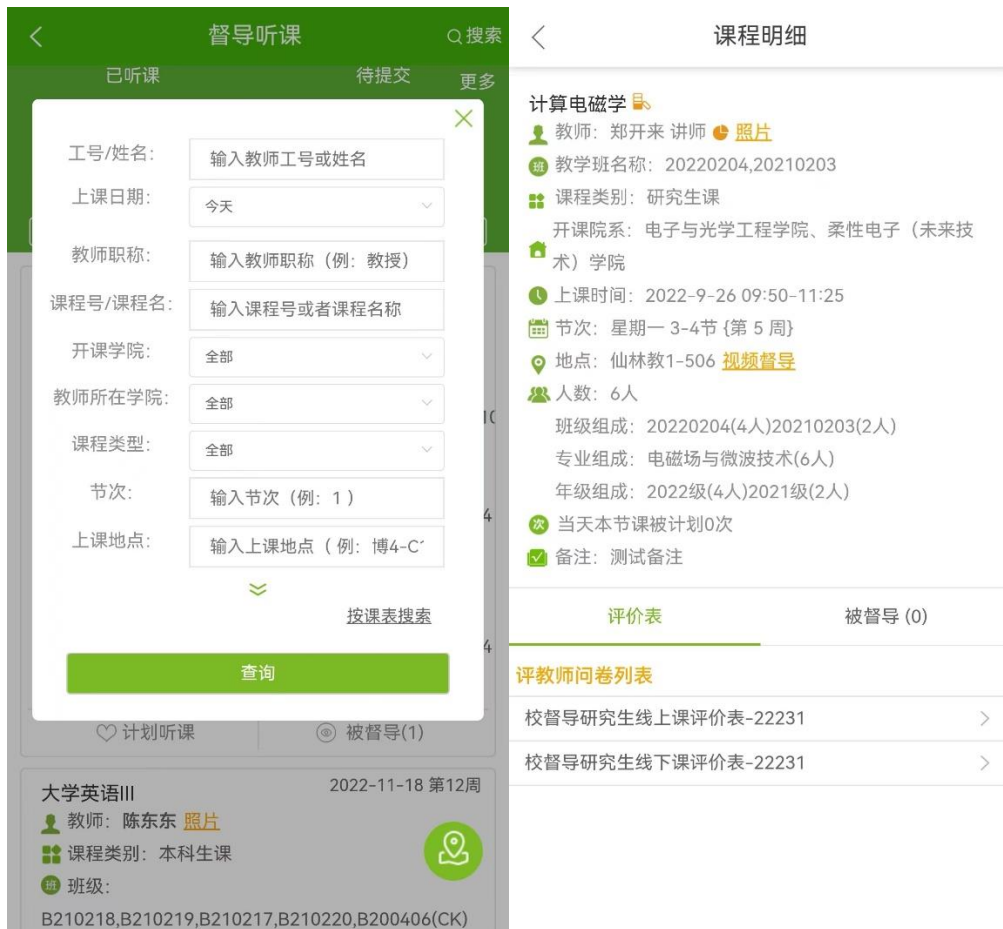 督导听课
搜索
已听课
待提交
更多
工号/姓名：
输入教师工号或姓名
上课日期：
今天
教师职称：
输入教师职称（例：教授）
课程号/课程名：
输入课程号或者课程名称
开课学院：
全部
教师所在学院：
全部
课程类型：
全部
节次：
输入节次（例：1）
上课地点：
输入上课地点（例：博4-C
按课表搜索
查询
计划听课
被督导(1)
大学英语III
2022-11-18 第12周
教师：陈东东 照片
课程类别：本科生课
班 班级：
B210218,B210219,B210217,B210220,B200406(CK)
课程明细
计算电磁学
教师：郑开来 讲师 照片
班 教学班名称：20220204,20210203
课程类别：研究生课
开课院系：电子与光学工程学院、柔性电子（未来技
术）学院
上课时间：2022-9-26 09:50-11:25
节次：星期一 3-4节 {第 5 周}
地点：仙林教1-506 视频督导
人数：6人
班级组成：20220204(4人)20210203(2人)
专业组成：电磁场与微波技术(6人)
年级组成：2022级(4人)2021级(2人)
次 当天本节课被计划0次
备注：测试备注
评价表
被督导 (0)
评教师问卷列表
校督导研究生线上课评价表-22231
校督导研究生线下课评价表-22231